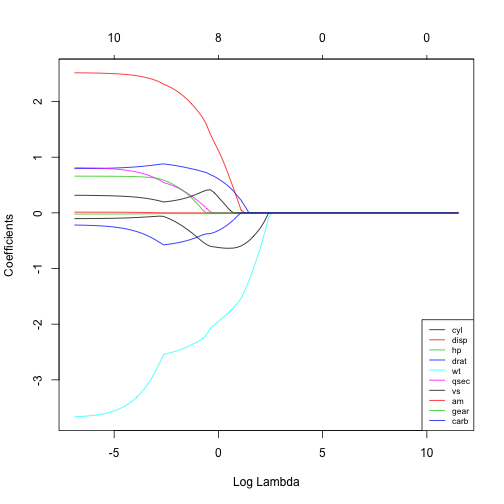 10 8 0 0
2
1
0
-1
-2
-3
Coefficients
cyl
disp
hp
drat
wt
qsec
vs
am
gear
carb
-5 0 5 10
Log Lambda